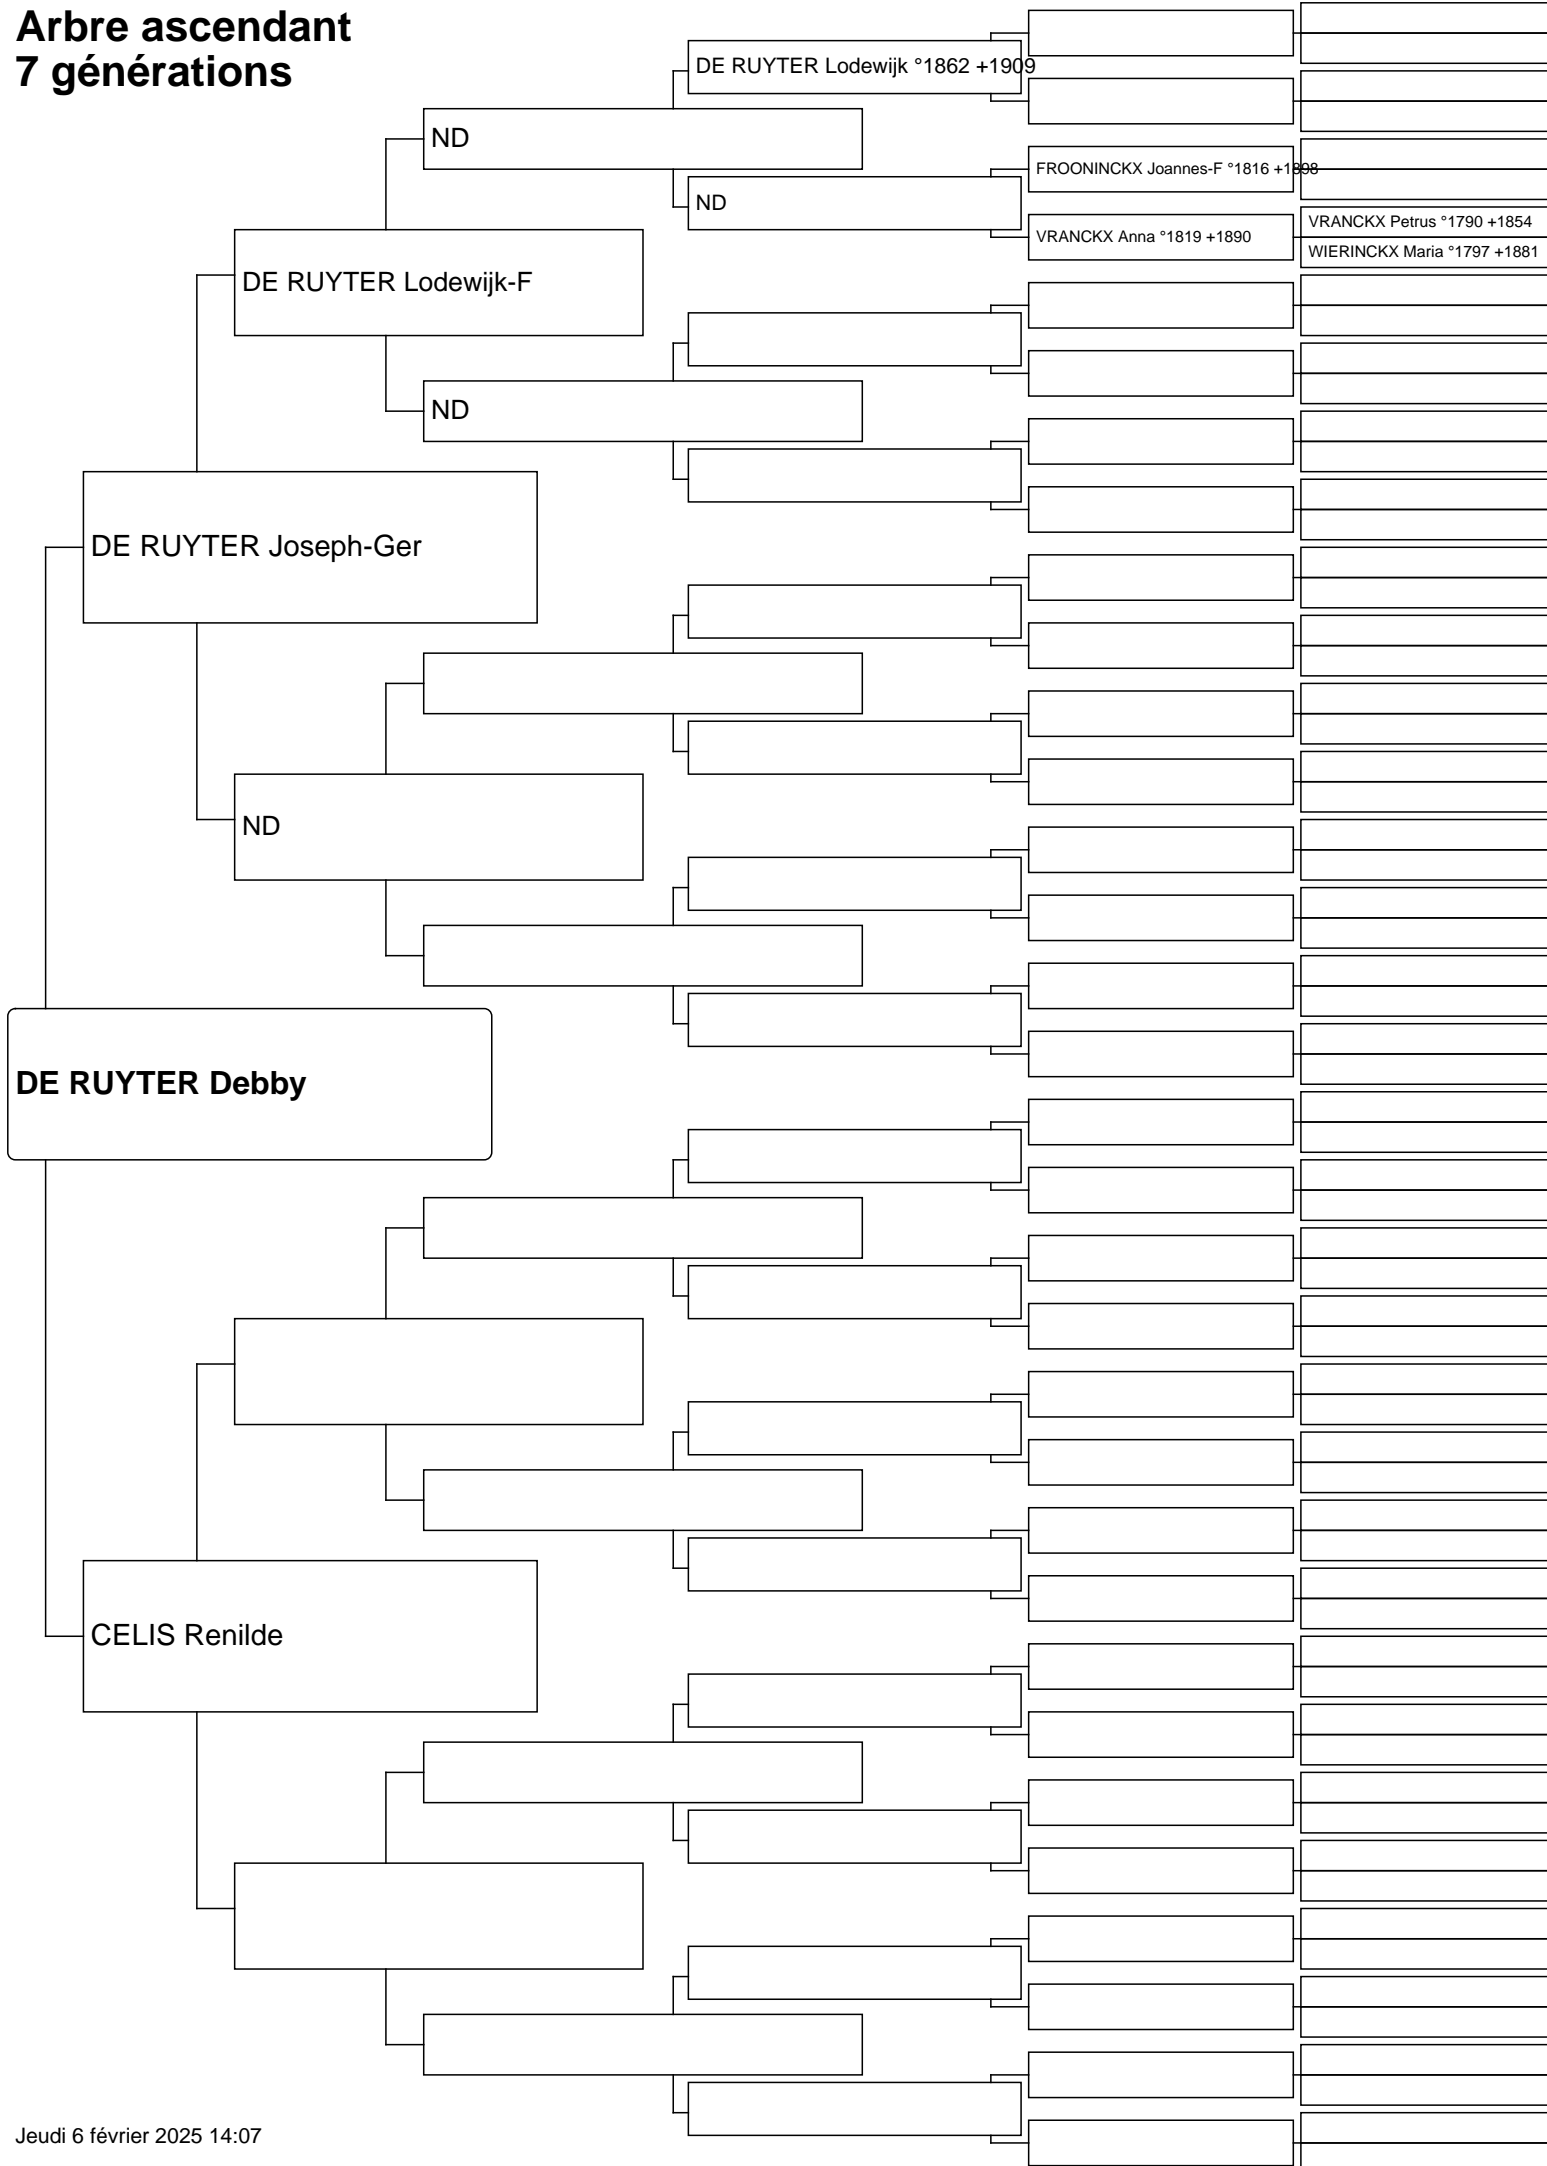 Arbre ascendant
7 générations
DE RUYTER Lodewijk °1862 +1909
ND
FROONINCKX Joannes-F °1816 +1898
ND
VRANCKX Petrus °1790 +1854
VRANCKX Anna °1819 +1890
WIERINCKX Maria °1797 +1881
DE RUYTER Lodewijk-F
ND
DE RUYTER Joseph-Ger
ND
DE RUYTER Debby
CELIS Renilde
Jeudi 6 février 2025 14:07